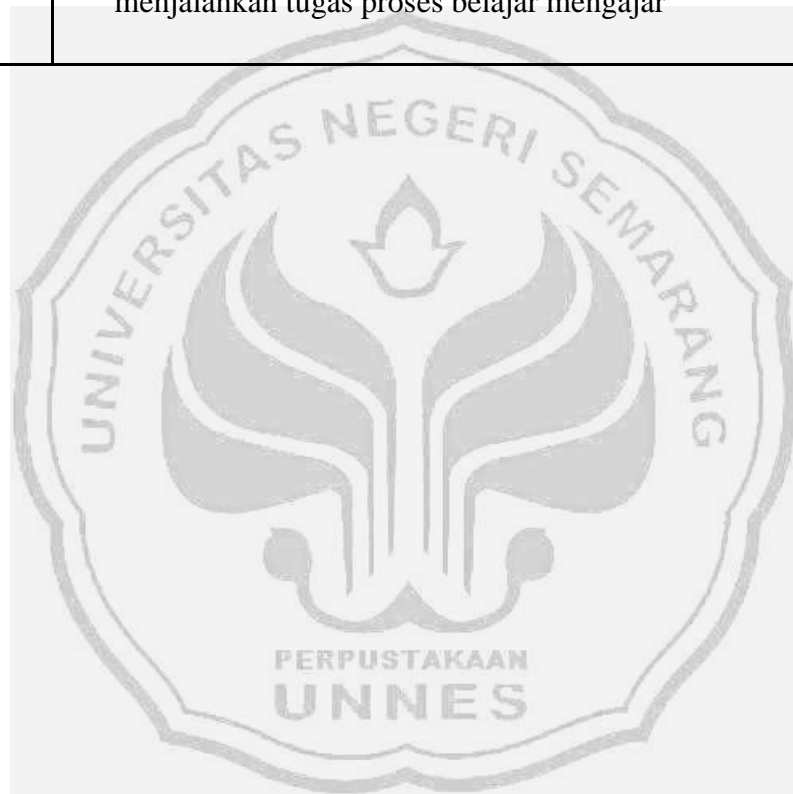 menjalankan tugas proses belajar mengajar
UNIVERSITAS NEGERI SEMARANG
PERPUSTAKAAN
UNNES